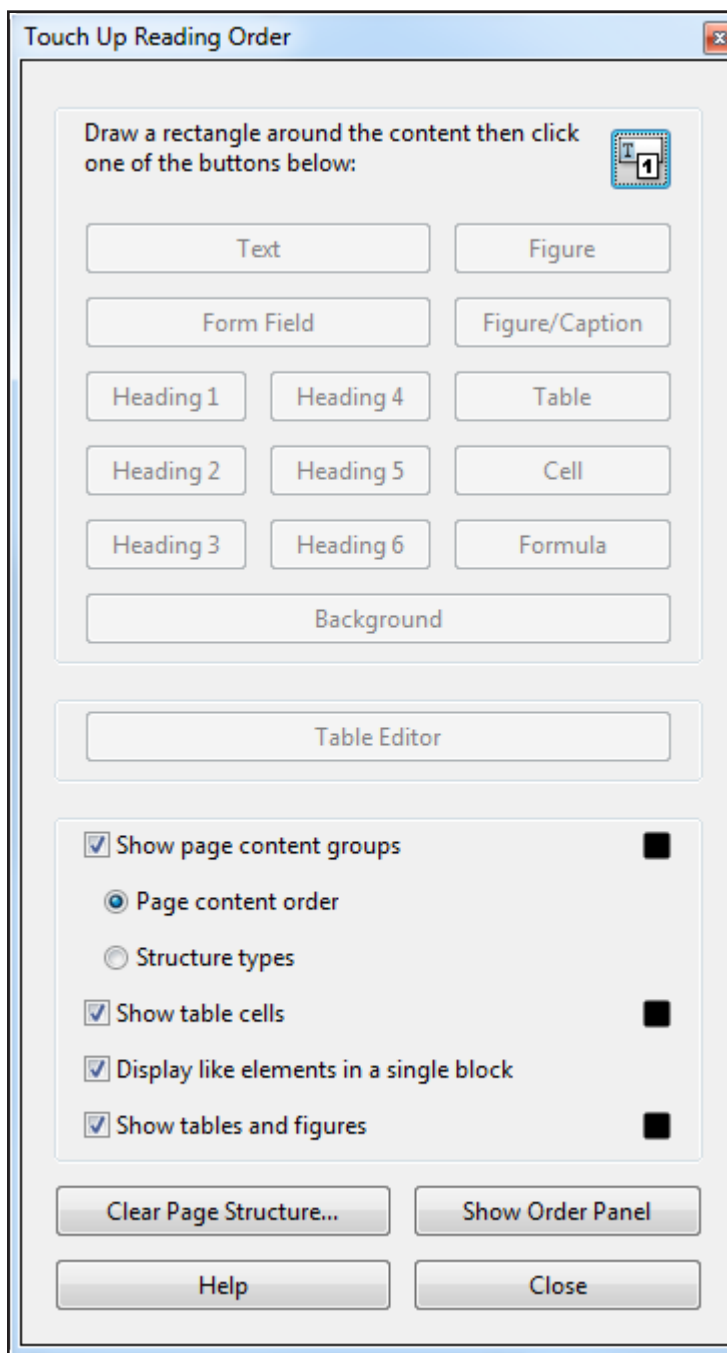 Touch Up Reading Order
Draw a rectangle around the content then click
one of the buttons below:
T
1
Text
Figure
Form Field
Figure/Caption
Heading 1
Heading 4
Table
Heading 2
Heading 5
Cell
Heading 3
Heading 6
Formula
Background
Table Editor
Show page content groups
Page content order
Structure types
Show table cells
Display like elements in a single block
Show tables and figures
Clear Page Structure...
Show Order Panel
Help
Close